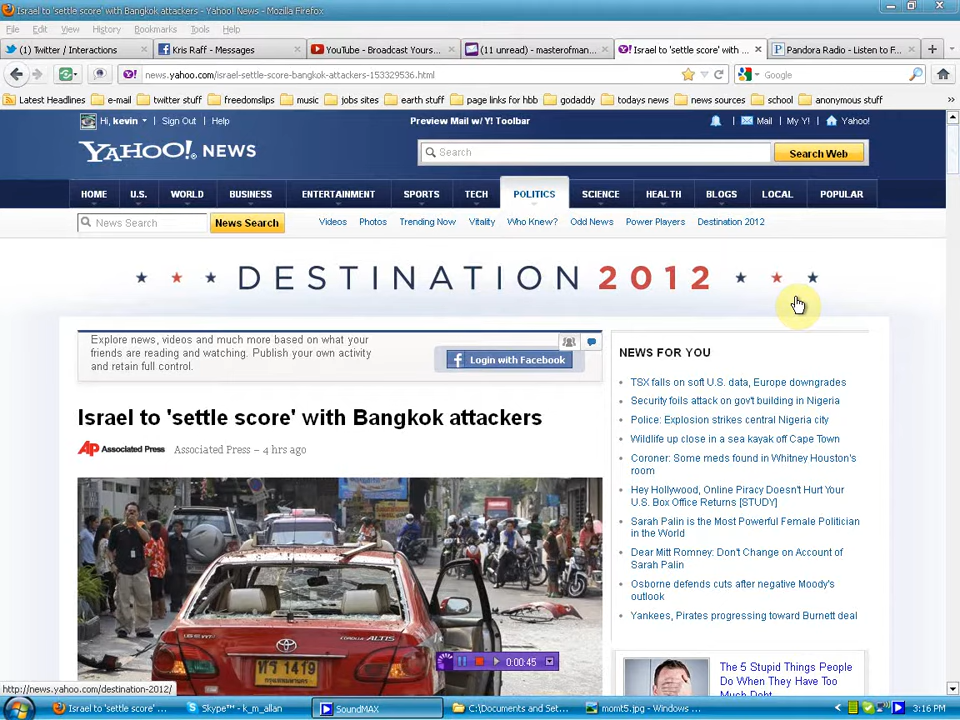 Israel to 'settle score' with Bangkok attackers - Yahoo! News - Mozilla Firefox
File Edit View History Bookmarks Tools Help
(1) Twitter / Interactions
Kris Raff - Messages
YouTube - Broadcast Yours...
(11 unread) - masterofman...
Israel to 'settle score' with ...
Pandora Radio - Listen to F...
news.yahoo.com/israel-settle-score-bangkok-attackers-153329536.html
Google
Latest Headlines e-mail twitter stuff freedomslips music jobs sites earth stuff page links for hbb godaddy todays news news sources school anonymous stuff
Hi, kevin Sign Out Help
Preview Mail w/ Y! Toolbar
Mail My Y! Yahoo!
YAHOO! NEWS
Search
Search Web
HOME U.S. WORLD BUSINESS ENTERTAINMENT SPORTS TECH POLITICS SCIENCE HEALTH BLOGS LOCAL POPULAR
News Search News Search Videos Photos Trending Now Vitality Who Knew? Odd News Power Players Destination 2012
DESTINATION 2012
Explore news, videos and much more based on what your
friends are reading and watching. Publish your own activity
and retain full control.
Login with Facebook
Israel to 'settle score' with Bangkok attackers
AP Associated Press Associated Press – 4 hrs ago
COROLLA ALTIS
ทร 1419
0:00:45
NEWS FOR YOU
TSX falls on soft U.S. data, Europe downgrades
Security foils attack on gov't building in Nigeria
Police: Explosion strikes central Nigeria city
Wildlife up close in a sea kayak off Cape Town
Coroner: Some meds found in Whitney Houston's
room
Hey Hollywood, Online Piracy Doesn't Hurt Your
U.S. Box Office Returns [STUDY]
Sarah Palin is the Most Powerful Female Politician
in the World
Dear Mitt Romney: Don't Change on Account of
Sarah Palin
Osborne defends cuts after negative Moody's
outlook
Yankees, Pirates progressing toward Burnett deal
The 5 Stupid Things People
Do When They Have Too
Much Debt
http://news.yahoo.com/destination-2012/
Israel to 'settle score' ...
Skype™ - k_m_allan
SoundMAX
C:\Documents and Set...
momt5.jpg - Windows ...
3:16 PM